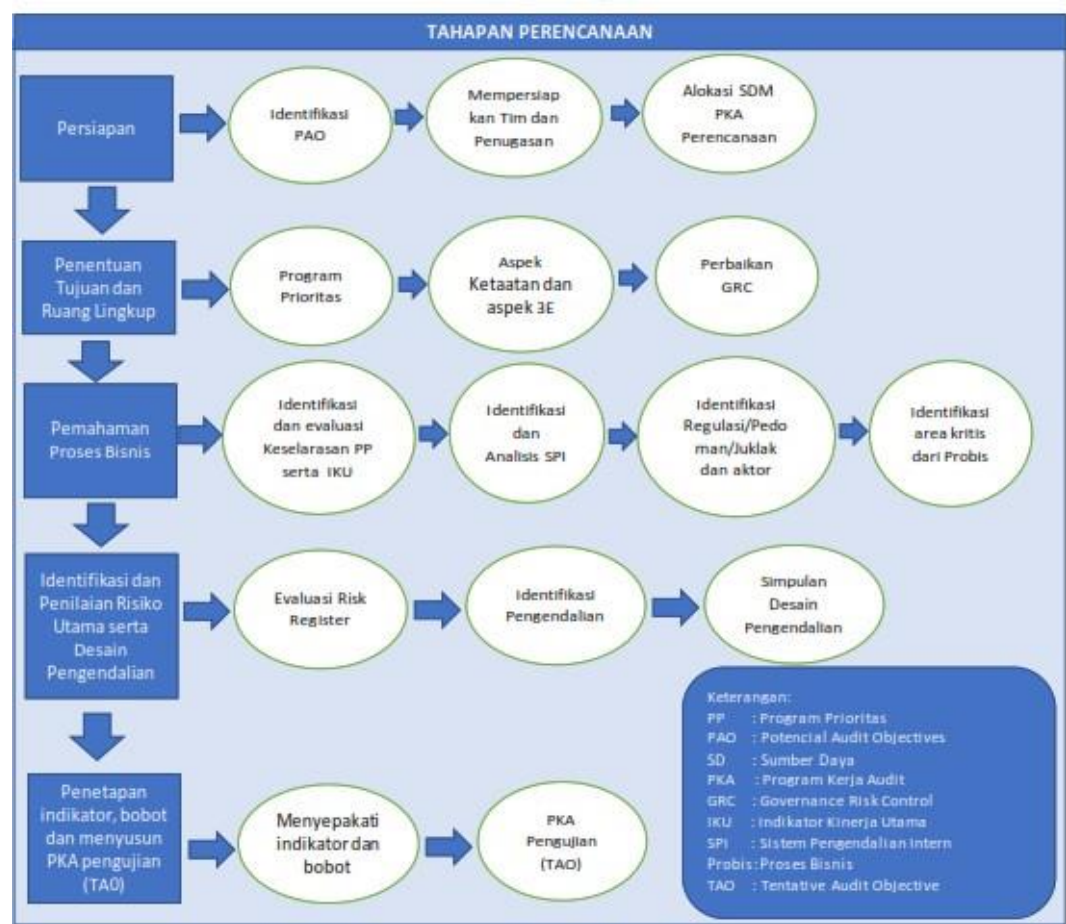 TAHAPAN PERENCANAAN
Persiapan
Identifikasi
PAO
Mempersiap
kan Tim dan
Penugasan
Alokasi SDM
PKA
Perencanaan
Penentuan
Tujuan dan
Ruang Lingkup
Program
Prioritas
Aspek
Ketaatan dan
aspek 3E
Perbaikan
GRC
Pemahaman
Proses Bisnis
Identifikasi
dan evaluasi
Keselarasan PP
serta IKU
Identifikasi
dan
Analisis SPI
Identifikasi
Regulasi/Pedo
man/Juklak
dan aktor
Identifikasi
area kritis
dari Probis
Identifikasi dan
Penilaian Risiko
Utama serta
Desain
Pengendalian
Evaluasi Risk
Register
Identifikasi
Pengendalian
Simpulan
Desain
Pengendalian
Penetapan
indikator, bobot
dan menyusun
PKA pengujian
(TA0)
Menyepakati
indikator dan
bobot
PKA
Pengujian
(TAO)
Keterangan:
PP : Program Prioritas
PAO : Potencial Audit Objectives
SD : Sumber Daya
PKA : Program Kerja Audit
GRC : Governance Risk Control
IKU : Indikator Kinerja Utama
SPI : Sistem Pengendalian Intern
Probis: Proses Bisnis
TAO : Tentative Audit Objective